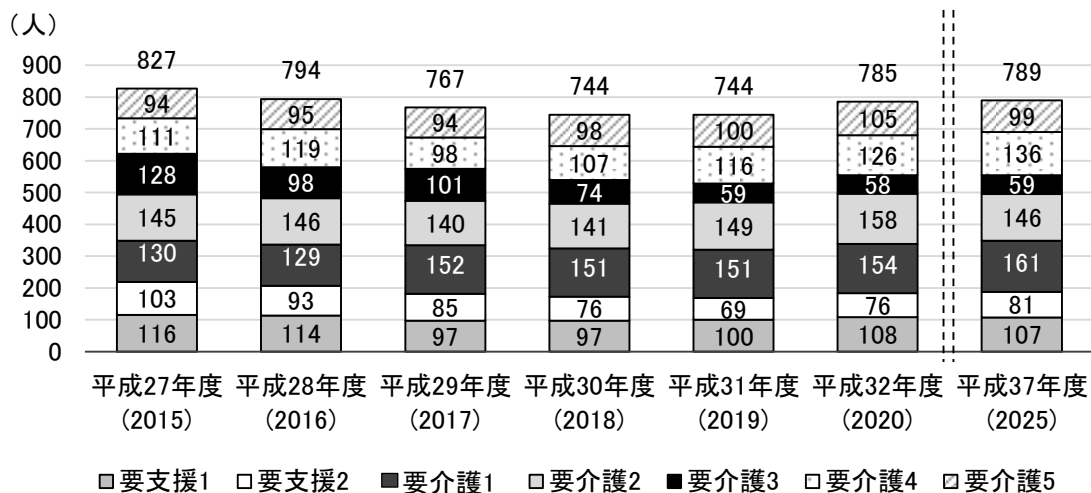 (人)
827 794 767 744 744 785 789
900
800
700
600
500
400
300
200
100
0
94 95 94 98 100 105 99
111 119 98 107 116 126 136
128 98 101 74 59 58 59
145 146 140 141 149 158 146
130 129 152 151 151 154 161
103 93 85 76 69 76 81
116 114 97 97 100 108 107
平成27年度 平成28年度 平成29年度 平成30年度 平成31年度 平成32年度 平成37年度
(2015) (2016) (2017) (2018) (2019) (2020) (2025)
要支援1 要支援2 要介護1 要介護2 要介護3 要介護4 要介護5